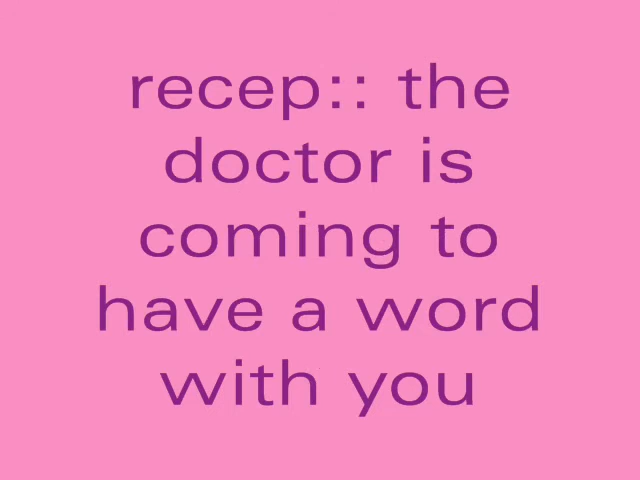 recep:: the
doctor is
coming to
have a word
with you